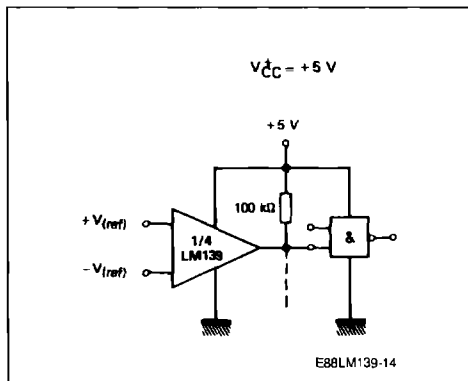 V⁺CC = +5 V
+5 V
100 kΩ
+V(ref)
1/4
LM139
&
−V(ref)
E88LM139-14